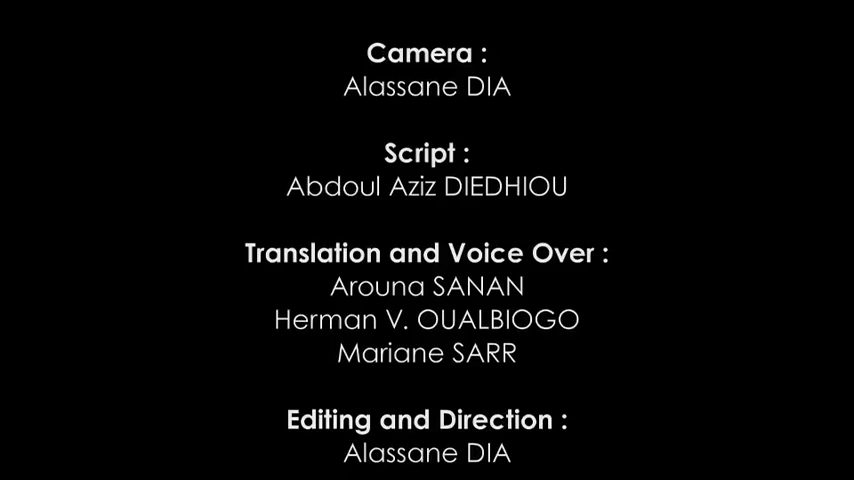 Camera :
Alassane DIA
Script :
Abdoul Aziz DIEDHIOU
Translation and Voice Over :
Arouna SANAN
Herman V. OUALBIOGO
Mariane SARR
Editing and Direction :
Alassane DIA